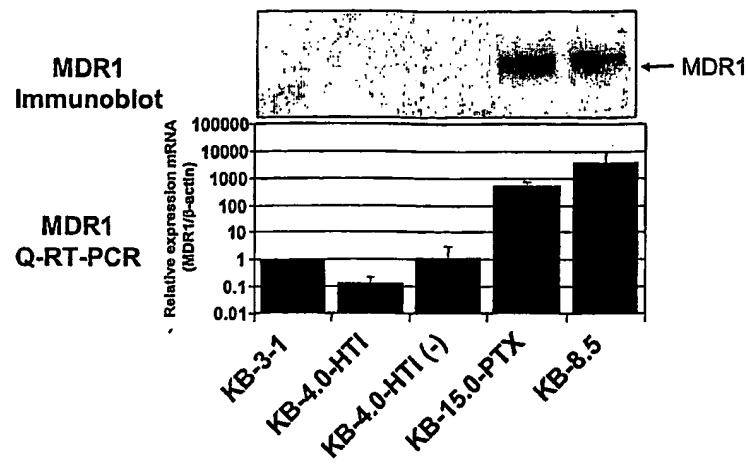 MDR1
Immunoblot
MDR1
MDR1
Q-RT-PCR
Relative expression mRNA
(MDR1/β-actin)
100000
10000
1000
100
10
1
0.1
0.01
KB-3-1
KB-4.0-HTI
KB-4.0-HTI (-)
KB-15.0-PTX
KB-8.5